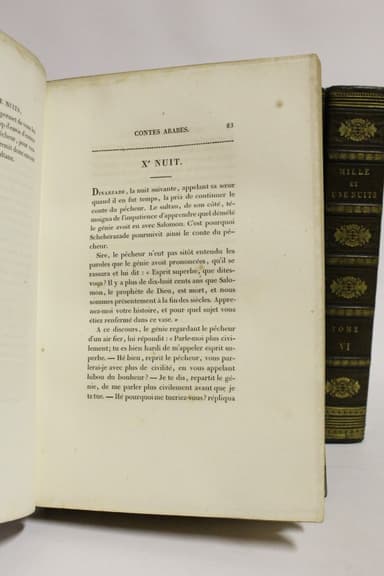 E NUITS,
CONTES ARABES.
83
Xe NUIT.
DINARZADE, la nuit suivante, appelant sa sœur
quand il en fut temps, la pria de continuer le
conte du pêcheur. Le sultan, de son côté, té-
moigna de l'impatience d'apprendre quel démêlé
le génie avoit eu avec Salomon. C'est pourquoi
Scheherazade poursuivit ainsi le conte du pê-
cheur.
Sire, le pêcheur n'eut pas sitôt entendu les
paroles que le génie avoit prononcées, qu'il se
rassura et lui dit : « Esprit superbe, que dites-
vous? Il y a plus de dix-huit cents ans que Salo-
mon, le prophète de Dieu, est mort, et nous
sommes présentement à la fin des siècles. Appre-
nez-moi votre histoire, et pour quel sujet vous
étiez renfermé dans ce vase. »
A ce discours, le génie regardant le pêcheur
d'un air fier, lui répondit : « Parle-moi plus civi-
lement; tu es bien hardi de m'appeler esprit su-
perbe. — Hé bien, reprit le pêcheur, vous par-
lerai-je avec plus de civilité, en vous appelant
hibou du bonheur? — Je te dis, repartit le gé-
nie, de me parler plus civilement avant que je
te tue. — Hé pourquoi me tueriez-vous? répliqua
MILLE
ET
UNE NUITS
TOME
VI